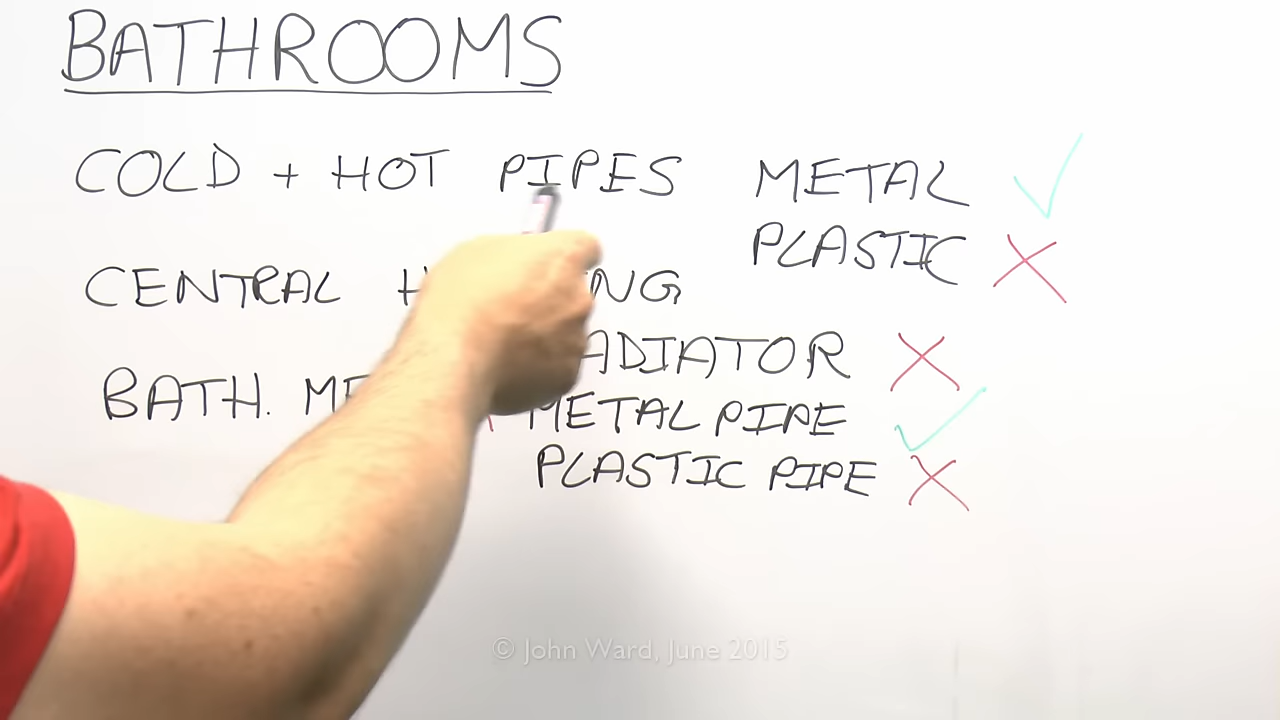 BATHROOMS
COLD + HOT PIPES METAL ✓
PLASTIC ✗
CENTRAL H NG
ADIATOR ✗
BATH. ME METAL PIPE ✓
PLASTIC PIPE ✗
© John Ward, June 2015